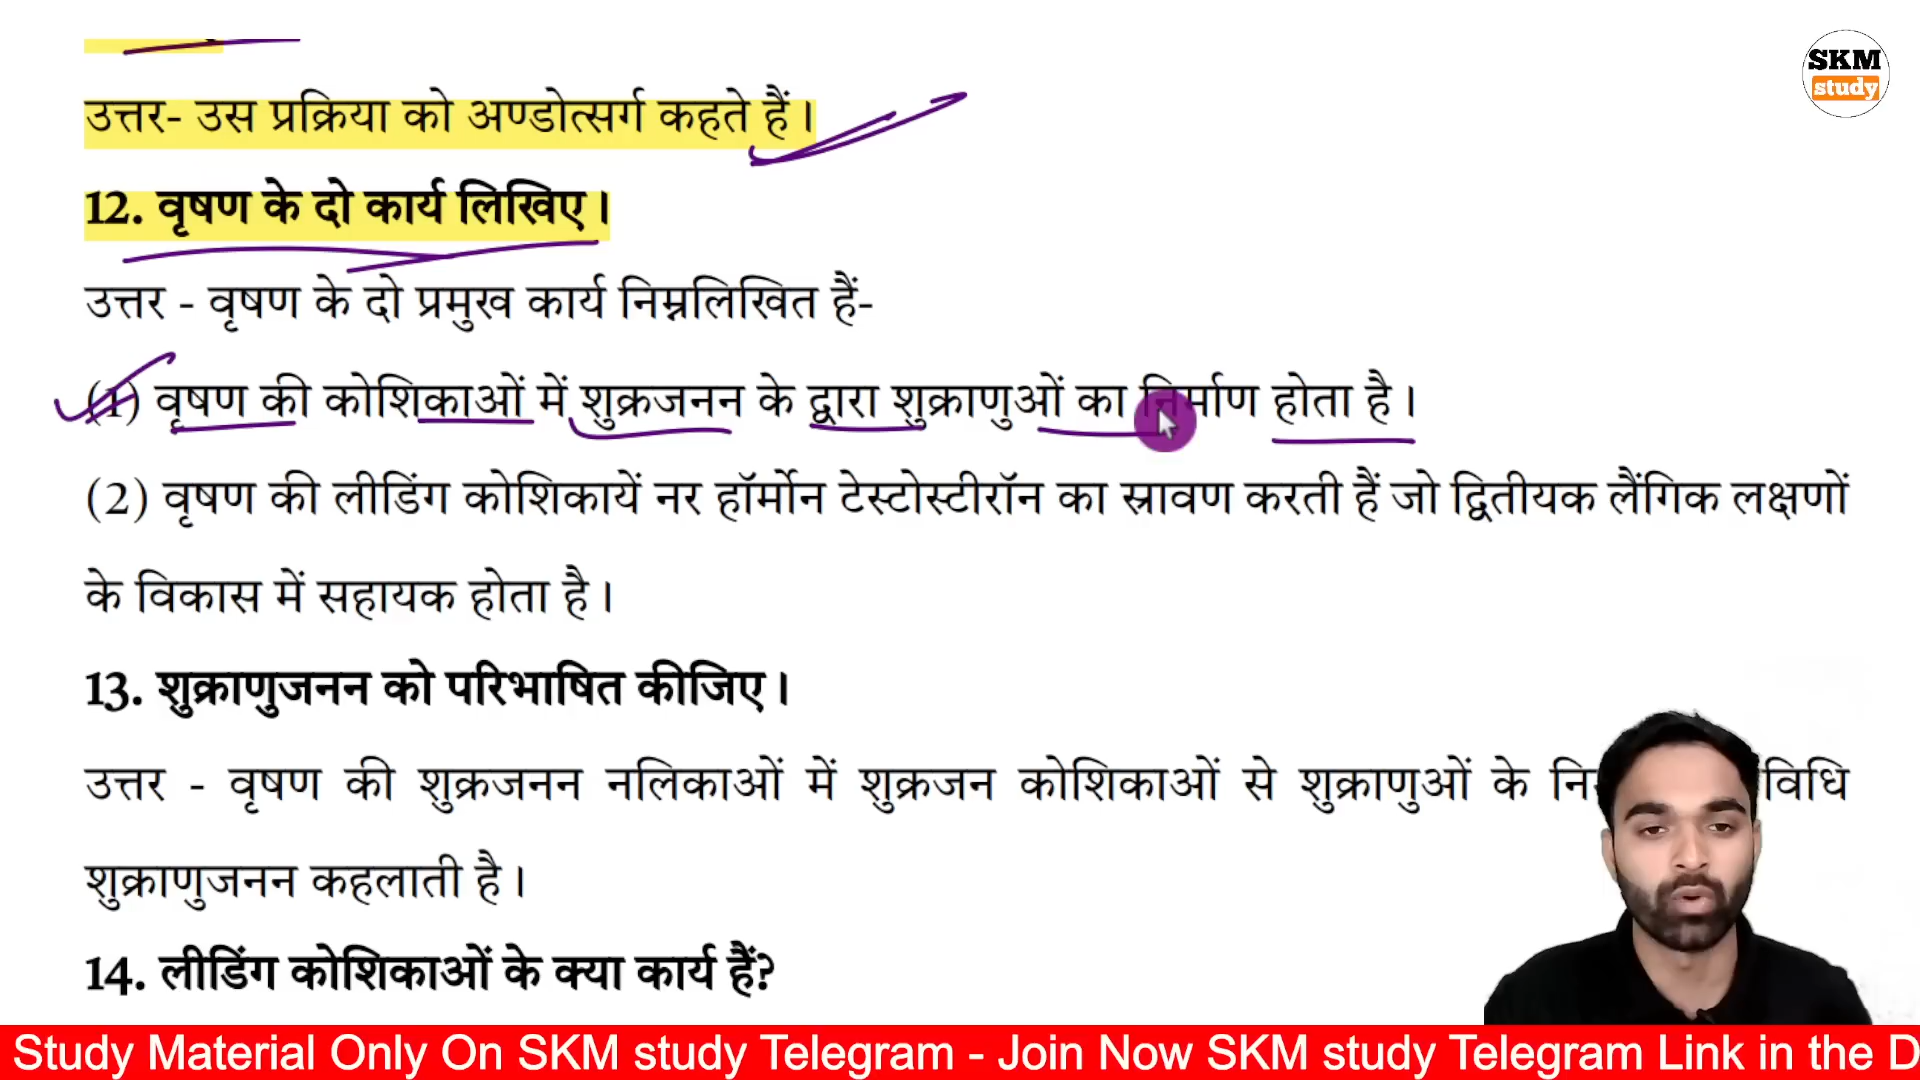 SKM
study
उत्तर- उस प्रक्रिया को अण्डोत्सर्ग कहते हैं।
12. वृषण के दो कार्य लिखिए।
उत्तर - वृषण के दो प्रमुख कार्य निम्नलिखित हैं-
(1) वृषण की कोशिकाओं में शुक्रजनन के द्वारा शुक्राणुओं का निर्माण होता है।
(2) वृषण की लीडिंग कोशिकायें नर हॉर्मोन टेस्टोस्टीरॉन का स्रावण करती हैं जो द्वितीयक लैंगिक लक्षणों
के विकास में सहायक होता है।
13. शुक्राणुजनन को परिभाषित कीजिए।
उत्तर - वृषण की शुक्रजनन नलिकाओं में शुक्रजन कोशिकाओं से शुक्राणुओं के विधि
शुक्राणुजनन कहलाती है।
14. लीडिंग कोशिकाओं के क्या कार्य हैं?
Study Material Only On SKM study Telegram - Join Now SKM study Telegram Link in the D